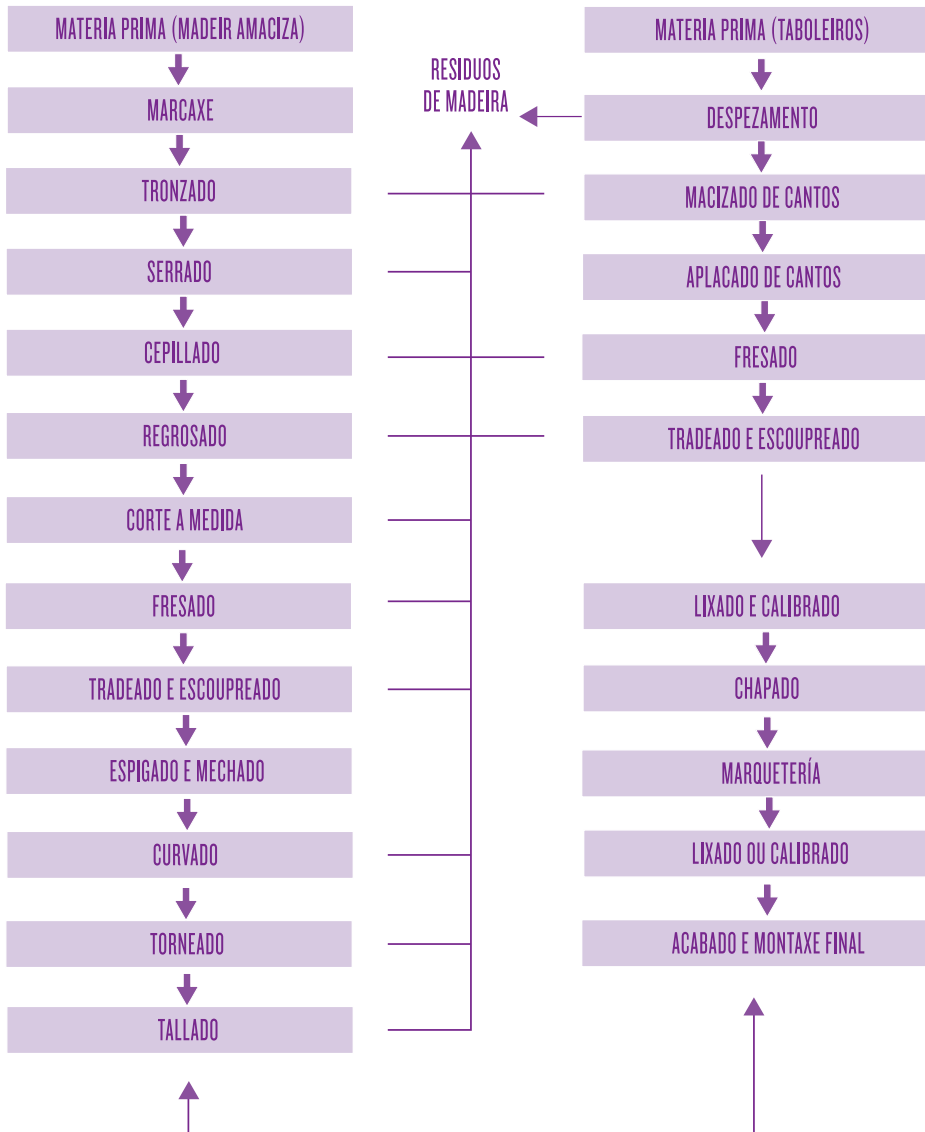 MATERIA PRIMA (MADEIR AMACIZA)
MARCAXE
TRONZADO
SERRADO
CEPILLADO
REGROSADO
CORTE A MEDIDA
FRESADO
TRADEADO E ESCOUPREADO
ESPIGADO E MECHADO
CURVADO
TORNEADO
TALLADO
RESIDUOS
DE MADEIRA
MATERIA PRIMA (TABOLEIROS)
DESPEZAMENTO
MACIZADO DE CANTOS
APLACADO DE CANTOS
FRESADO
TRADEADO E ESCOUPREADO
LIXADO E CALIBRADO
CHAPADO
MARQUETERÍA
LIXADO OU CALIBRADO
ACABADO E MONTAXE FINAL